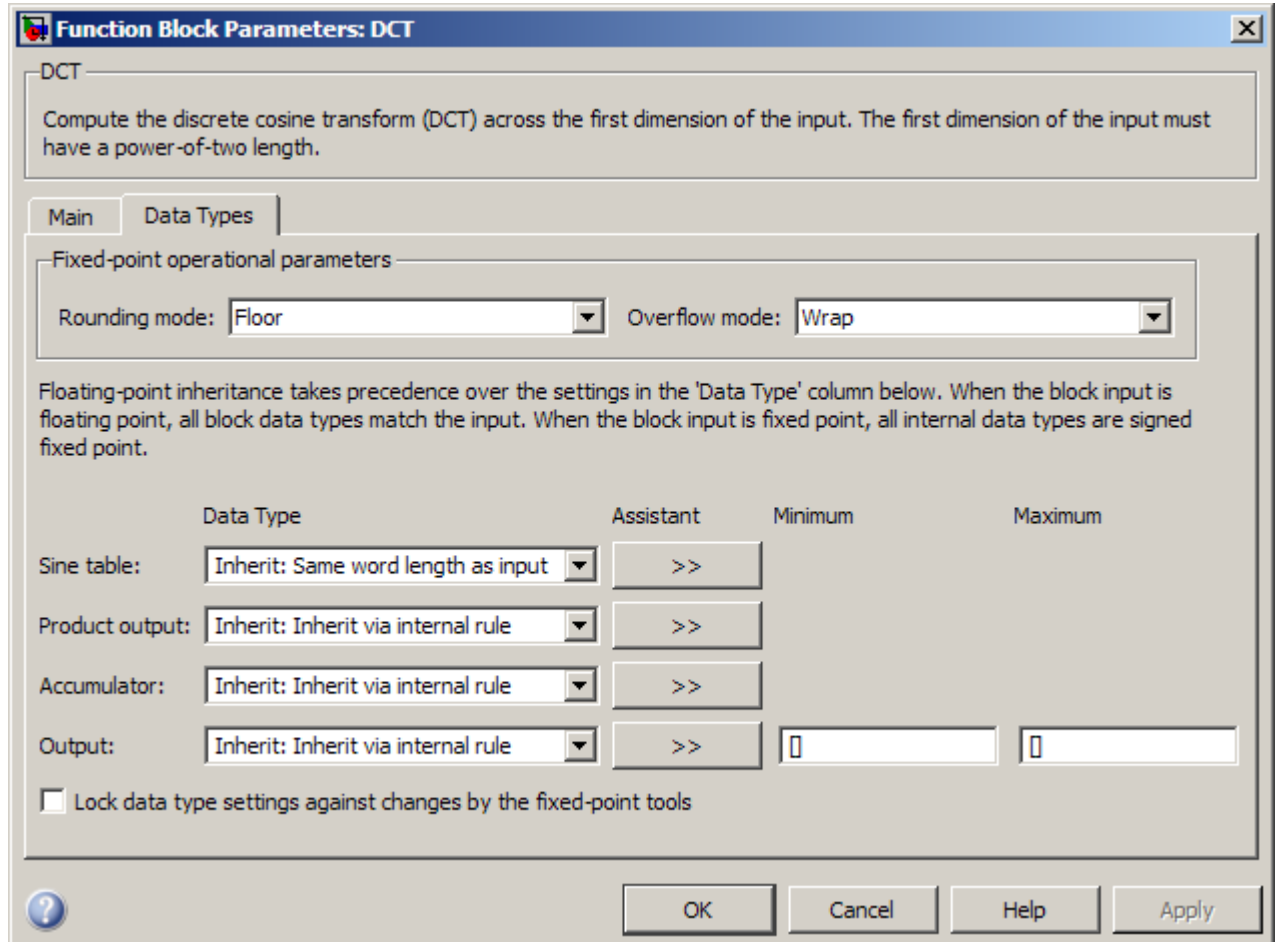 Function Block Parameters: DCT
DCT
Compute the discrete cosine transform (DCT) across the first dimension of the input. The first dimension of the input must
have a power-of-two length.
Main Data Types
Fixed-point operational parameters
Rounding mode: Floor Overflow mode: Wrap
Floating-point inheritance takes precedence over the settings in the 'Data Type' column below. When the block input is
floating point, all block data types match the input. When the block input is fixed point, all internal data types are signed
fixed point.
Data Type Assistant Minimum Maximum
Sine table: Inherit: Same word length as input >>
Product output: Inherit: Inherit via internal rule >>
Accumulator: Inherit: Inherit via internal rule >>
Output: Inherit: Inherit via internal rule >> [] []
Lock data type settings against changes by the fixed-point tools
? OK Cancel Help Apply